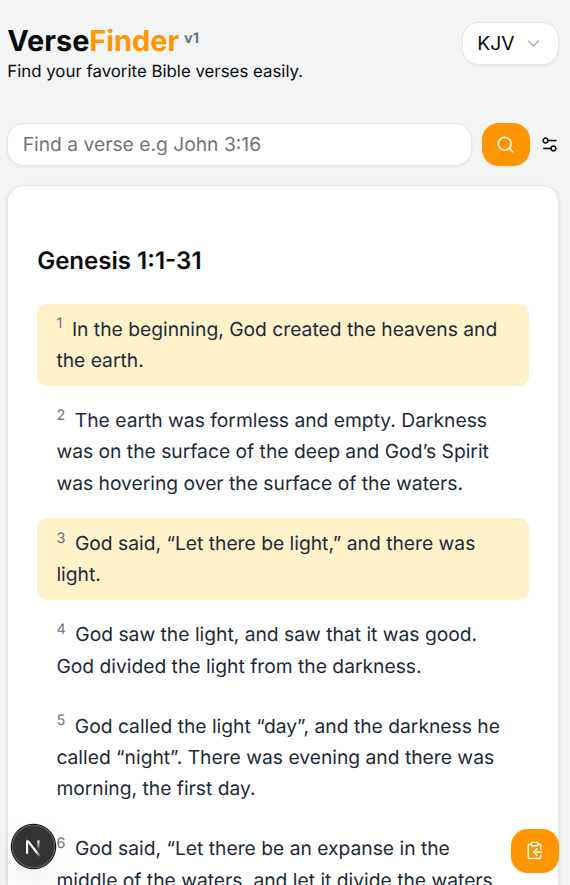 VerseFinder v1
KJV
Find your favorite Bible verses easily.
Find a verse e.g John 3:16
Genesis 1:1-31
1 In the beginning, God created the heavens and
the earth.
2 The earth was formless and empty. Darkness
was on the surface of the deep and God’s Spirit
was hovering over the surface of the waters.
3 God said, “Let there be light,” and there was
light.
4 God saw the light, and saw that it was good.
God divided the light from the darkness.
5 God called the light “day”, and the darkness he
called “night”. There was evening and there was
morning, the first day.
N
6 God said, “Let there be an expanse in the
middle of the waters, and let it divide the waters